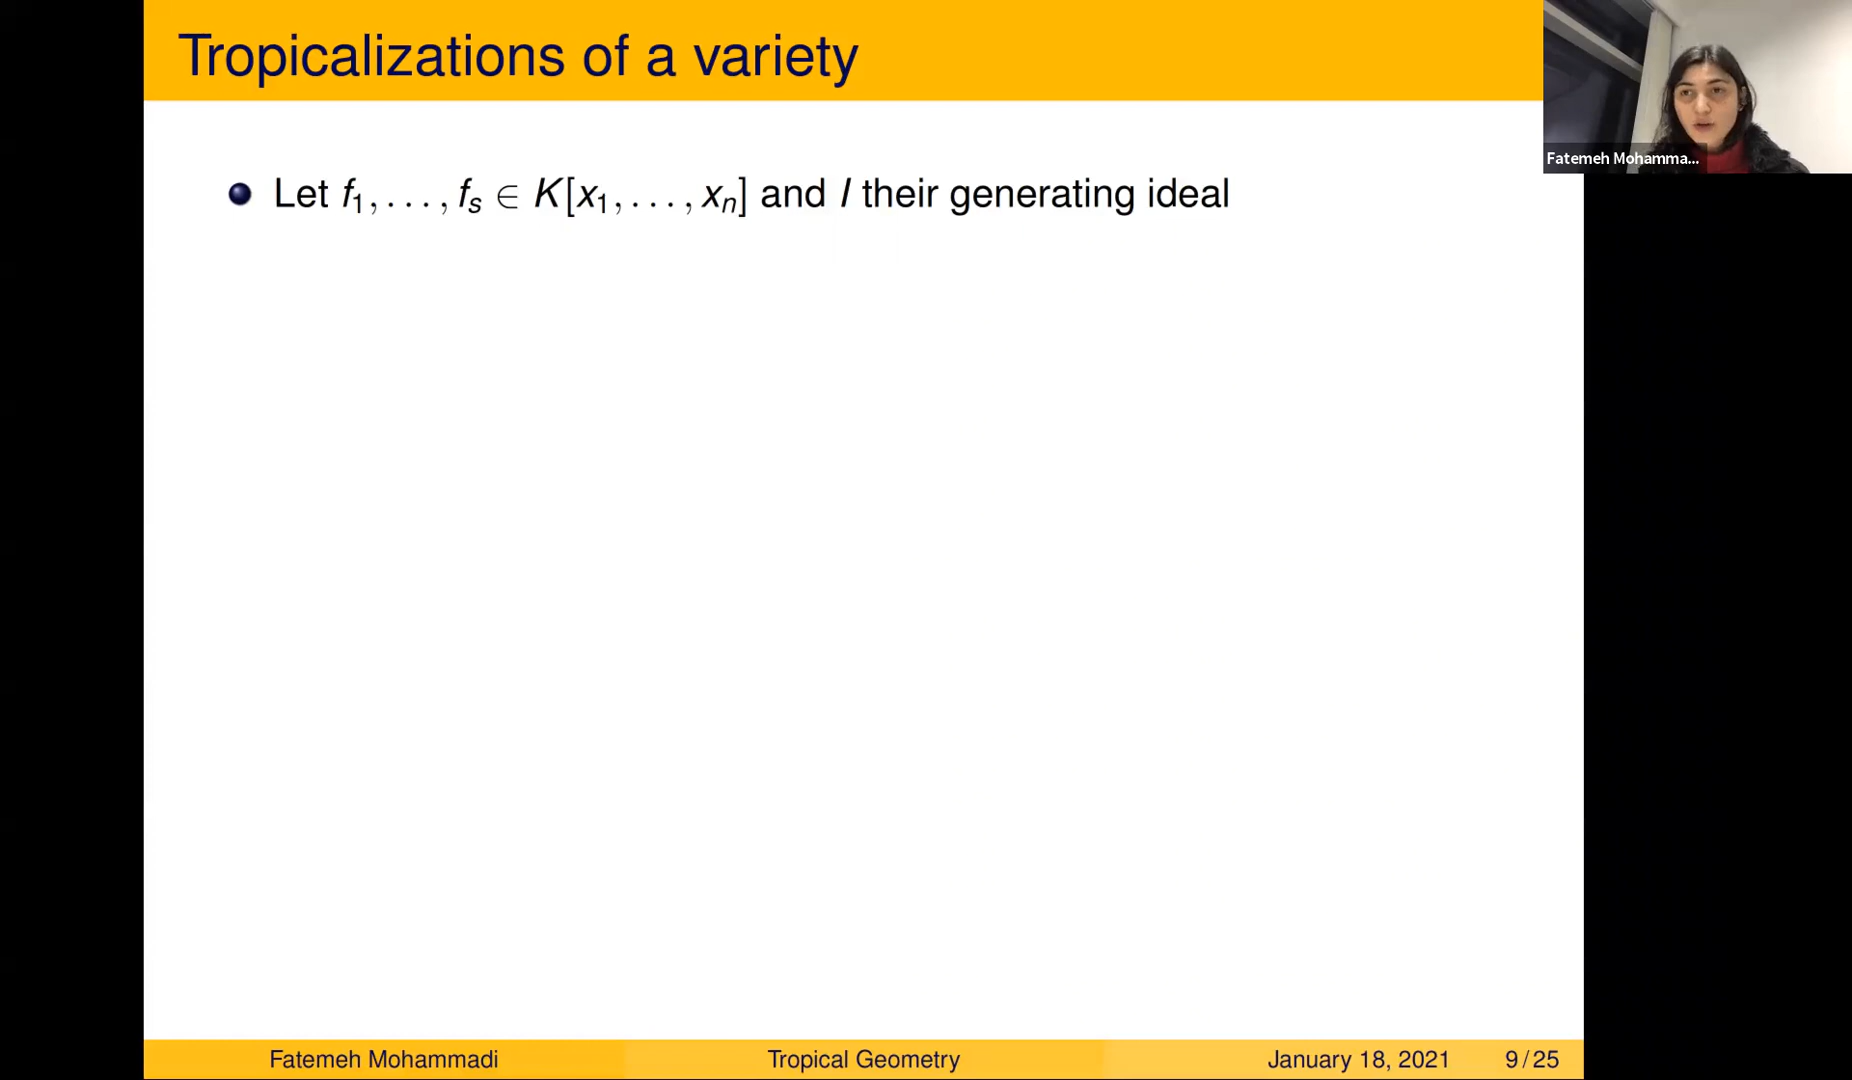 Tropicalizations of a variety
Fatemeh Mohamma...
Let f₁, . . . , fₛ ∈ K[x₁, . . . , xₙ] and I their generating ideal
Fatemeh Mohammadi
Tropical Geometry
January 18, 2021
9 / 25